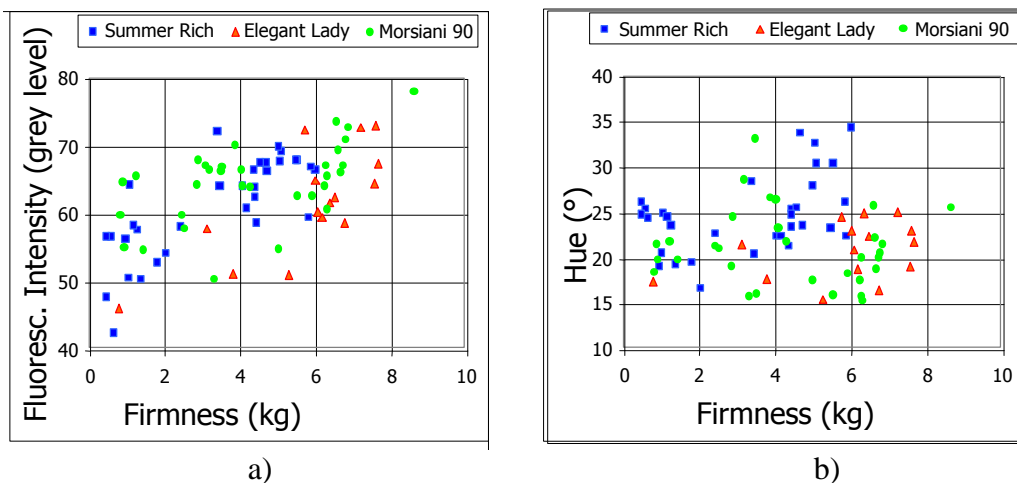 Summer Rich Elegant Lady Morsiani 90
Fluoresc. Intensity (grey level)
80
70
60
50
40
0 2 4 6 8 10
Firmness (kg)
a)
Summer Rich Elegant Lady Morsiani 90
Hue (°)
40
35
30
25
20
15
10
0 2 4 6 8 10
Firmness (kg)
b)